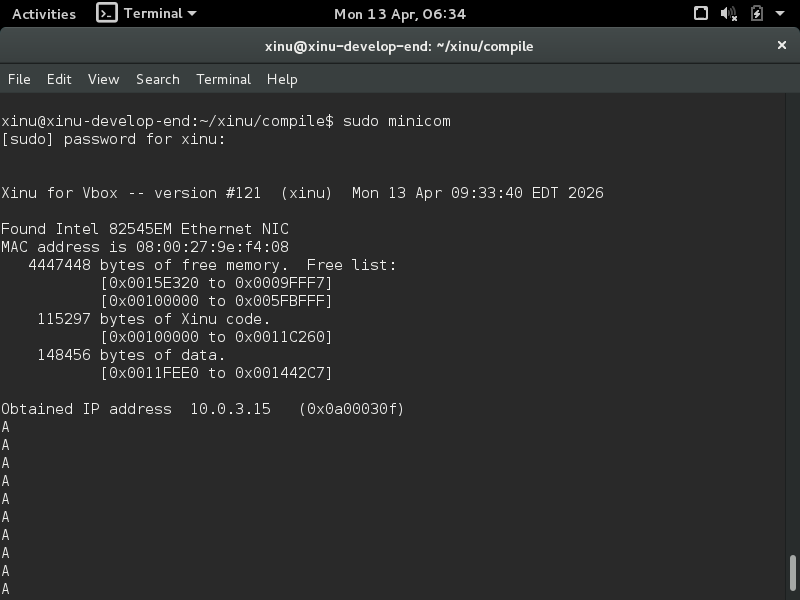 Activities Terminal Mon 13 Apr, 06:34
xinu@xinu-develop-end: ~/xinu/compile
File Edit View Search Terminal Help
xinu@xinu-develop-end:~/xinu/compile$ sudo minicom
[sudo] password for xinu:
Xinu for Vbox -- version #121  (xinu)  Mon 13 Apr 09:33:40 EDT 2026
Found Intel 82545EM Ethernet NIC
MAC address is 08:00:27:9e:f4:08
   4447448 bytes of free memory.  Free list:
           [0x0015E320 to 0x0009FFF7]
           [0x00100000 to 0x005FBFFF]
    115297 bytes of Xinu code.
           [0x00100000 to 0x0011C260]
    148456 bytes of data.
           [0x0011FEE0 to 0x001442C7]
Obtained IP address  10.0.3.15   (0x0a00030f)
A
A
A
A
A
A
A
A
A
A